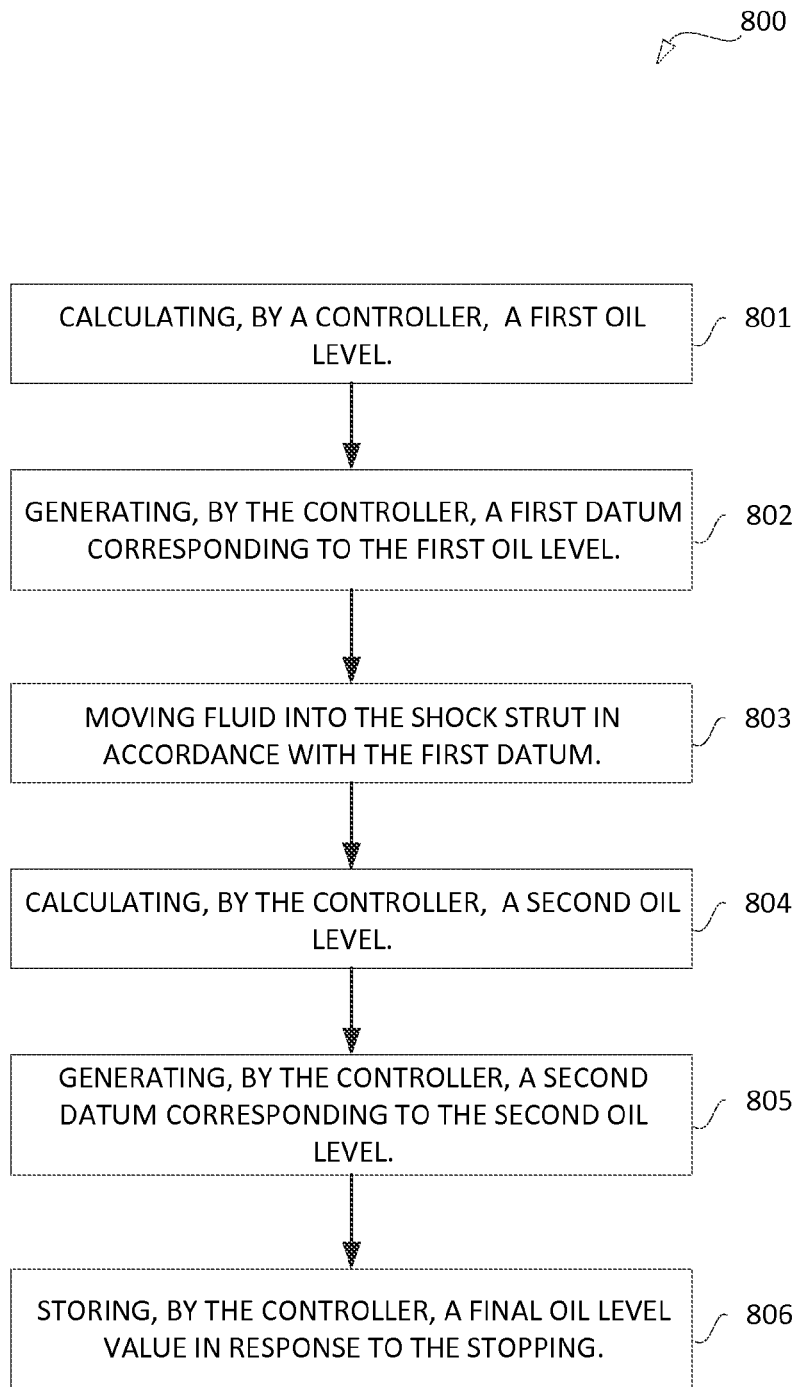 800
CALCULATING, BY A CONTROLLER, A FIRST OIL
LEVEL.
801
GENERATING, BY THE CONTROLLER, A FIRST DATUM
CORRESPONDING TO THE FIRST OIL LEVEL.
802
MOVING FLUID INTO THE SHOCK STRUT IN
ACCORDANCE WITH THE FIRST DATUM.
803
CALCULATING, BY THE CONTROLLER, A SECOND OIL
LEVEL.
804
GENERATING, BY THE CONTROLLER, A SECOND
DATUM CORRESPONDING TO THE SECOND OIL
LEVEL.
805
STORING, BY THE CONTROLLER, A FINAL OIL LEVEL
VALUE IN RESPONSE TO THE STOPPING.
806